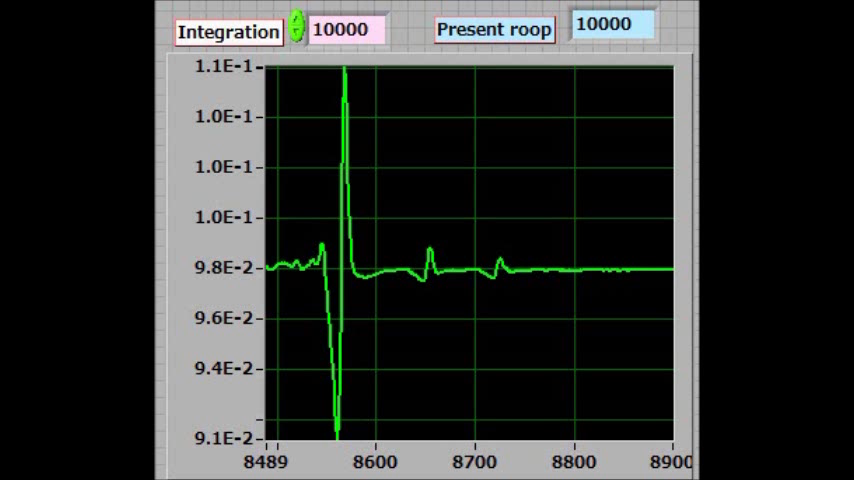 Integration 10000 Present roop 10000
1.1E-1
1.0E-1
1.0E-1
1.0E-1
9.8E-2
9.6E-2
9.4E-2
9.1E-2
8489 8600 8700 8800 8900